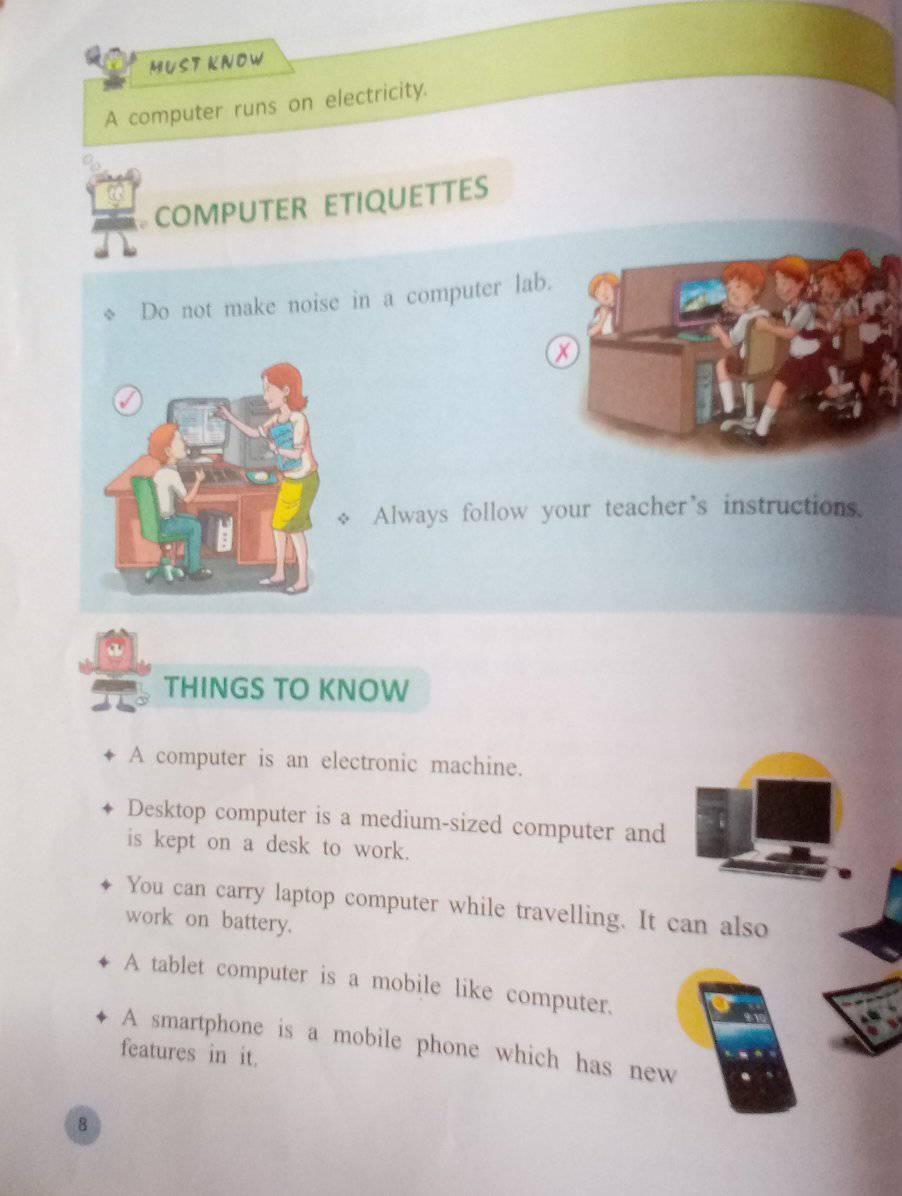 MUST KNOW
A computer runs on electricity.
COMPUTER ETIQUETTES
Do not make noise in a computer lab.
Always follow your teacher's instructions.
THINGS TO KNOW
A computer is an electronic machine.
Desktop computer is a medium-sized computer and
is kept on a desk to work.
You can carry laptop computer while travelling. It can also
work on battery.
A tablet computer is a mobile like computer.
A smartphone is a mobile phone which has new
features in it.
9:10
8